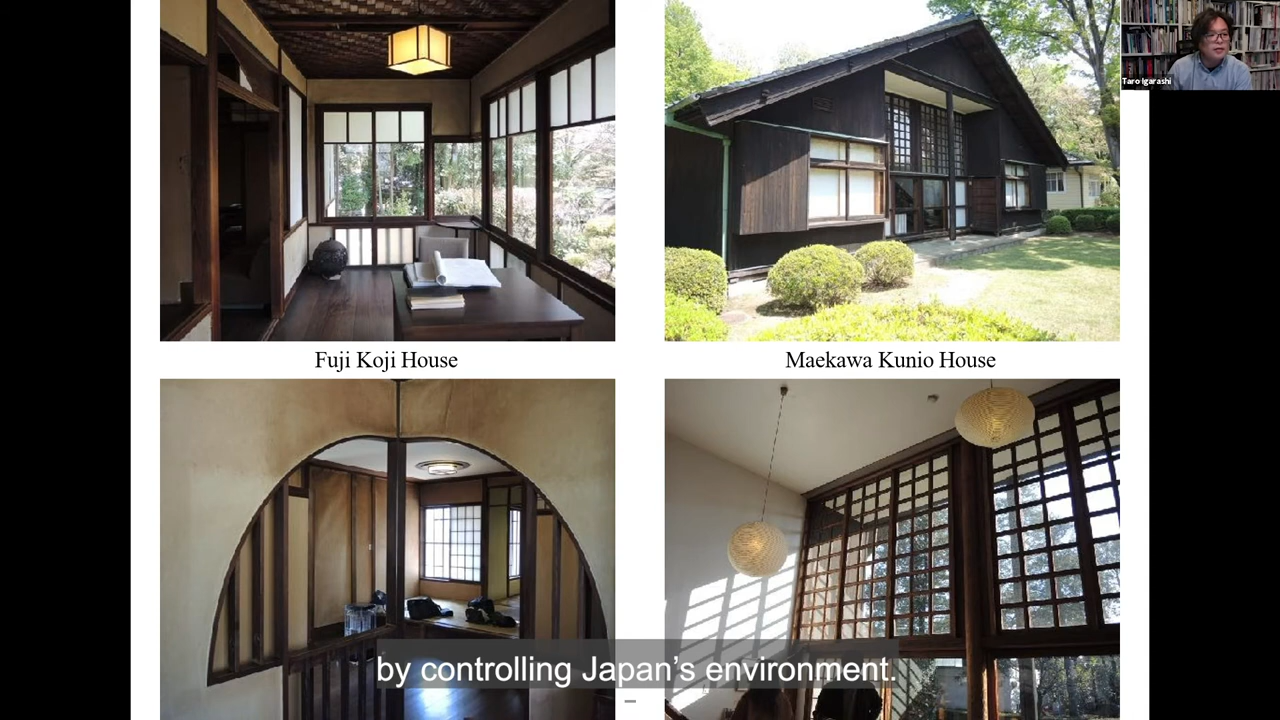 Taro Igarashi
Fuji Koji House
Maekawa Kunio House
by controlling Japan's environment.